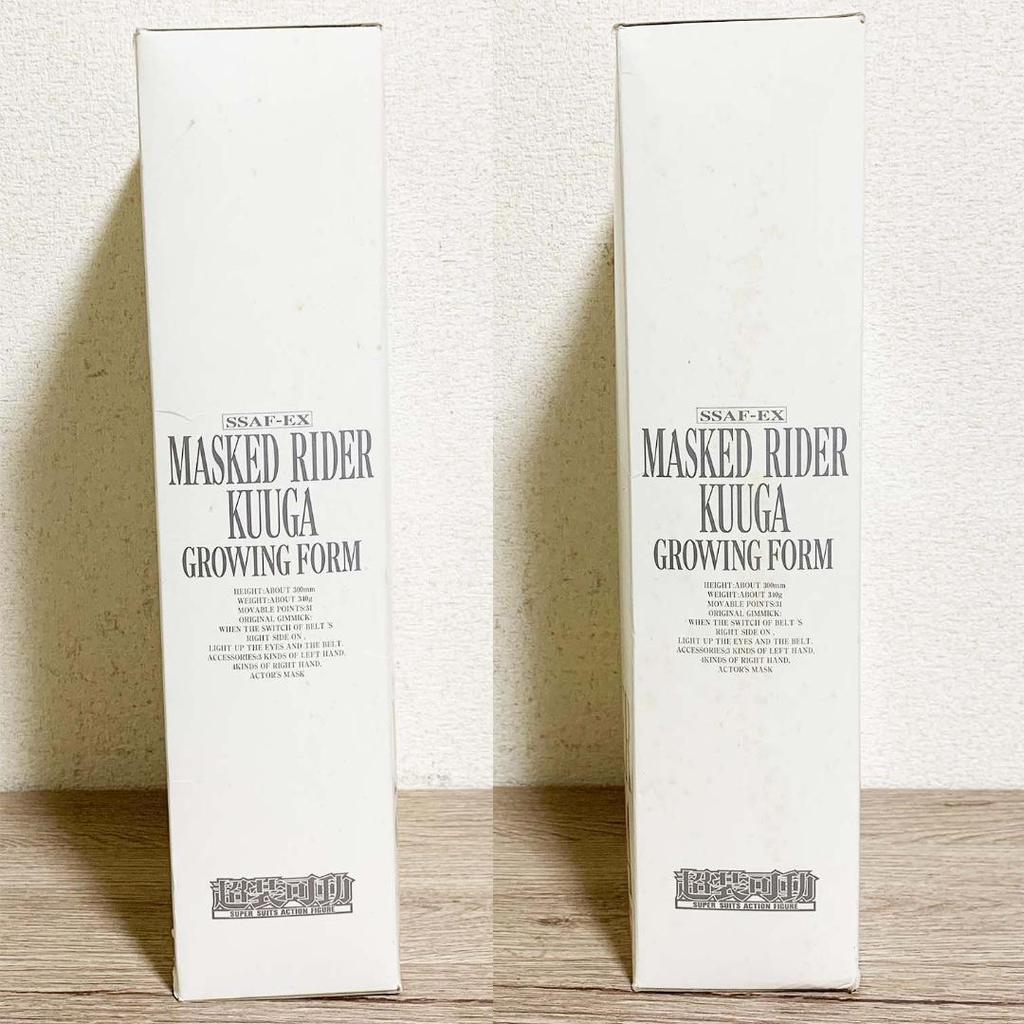 SSAF-EX
MASKED RIDER
KUUGA
GROWING FORM
HEIGHT:ABOUT 300mm
WEIGHT:ABOUT 340g
MOVABLE POINTS:31
ORIGINAL GIMMICK:
WHEN THE SWITCH OF BELT'S
RIGHT SIDE ON,
LIGHT UP THE EYES AND THE BELT.
ACCESSORIES:3 KINDS OF LEFT HAND,
4KINDS OF RIGHT HAND,
ACTOR'S MASK
超装可動
SUPER SUITS ACTION FIGURE
SSAF-EX
MASKED RIDER
KUUGA
GROWING FORM
HEIGHT:ABOUT 300mm
WEIGHT:ABOUT 340g
MOVABLE POINTS:31
ORIGINAL GIMMICK:
WHEN THE SWITCH OF BELT'S
RIGHT SIDE ON,
LIGHT UP THE EYES AND THE BELT.
ACCESSORIES:3 KINDS OF LEFT HAND,
4KINDS OF RIGHT HAND,
ACTOR'S MASK
超装可動
SUPER SUITS ACTION FIGURE